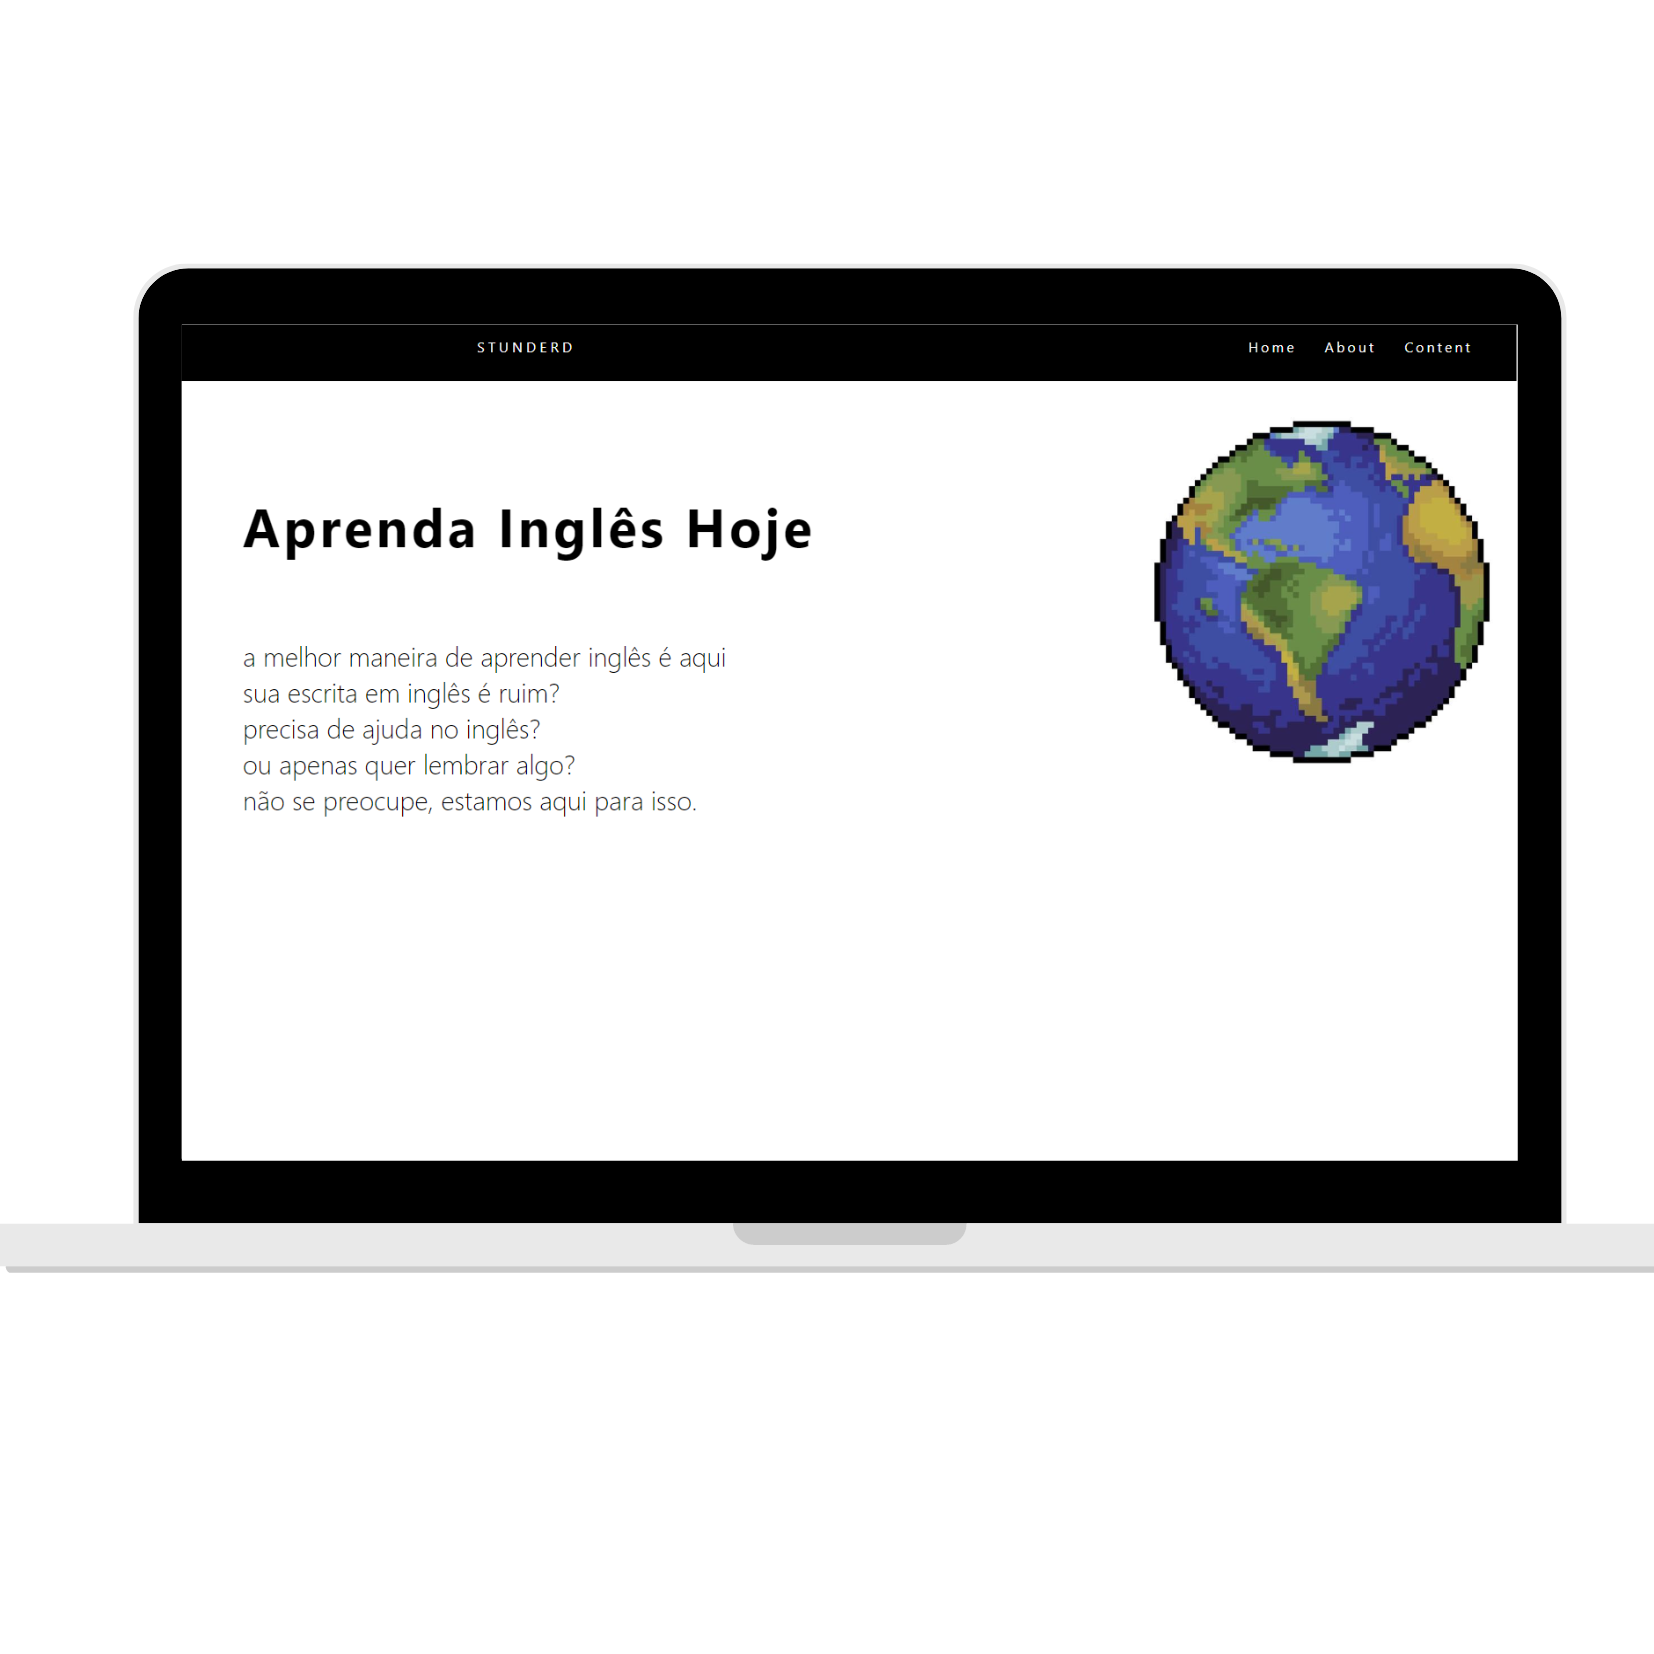 STUNDERD
Home About Content
Aprenda Inglês Hoje
a melhor maneira de aprender inglês é aqui
sua escrita em inglês é ruim?
precisa de ajuda no inglês?
ou apenas quer lembrar algo?
não se preocupe, estamos aqui para isso.